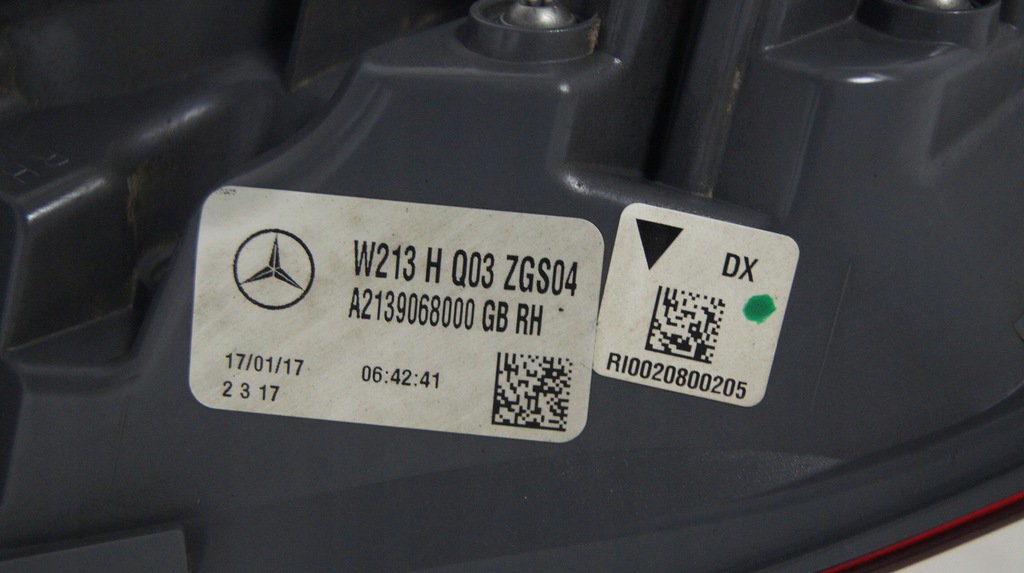 W213 H Q03 ZGS04
A2139068000 GB RH
17/01/17
06:42:41
2 3 17
DX
RI0020800205